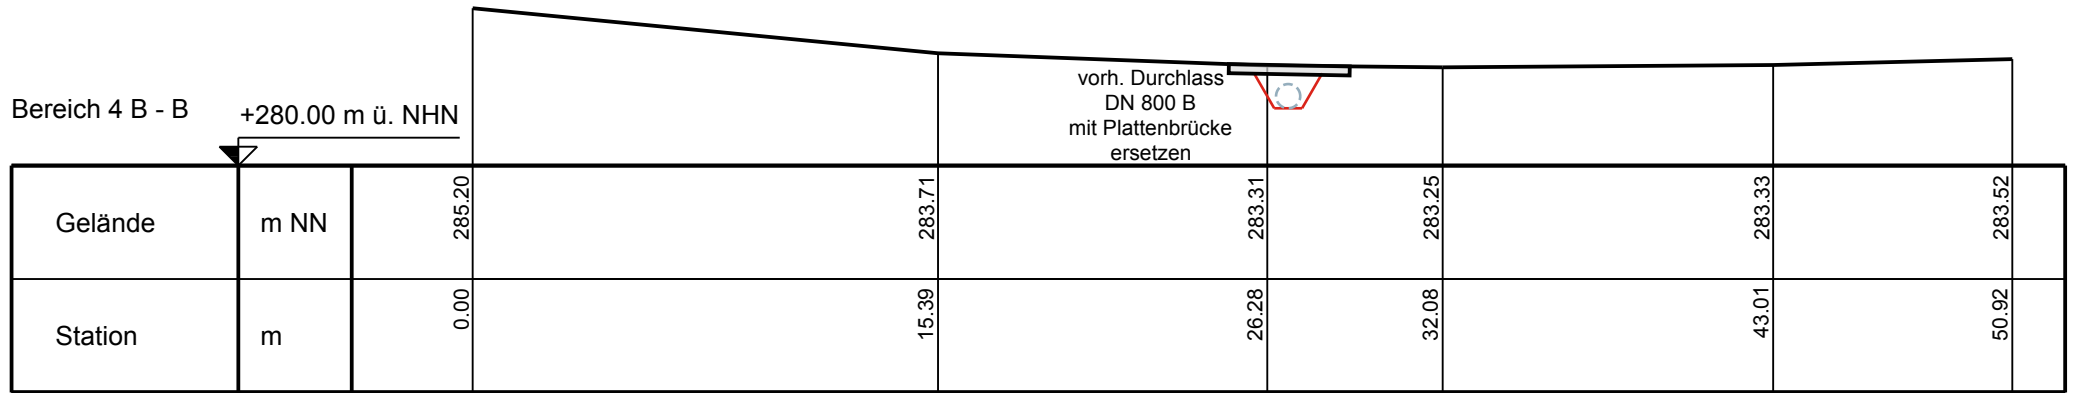 Bereich 4 B - B
+280.00 m ü. NHN
vorh. Durchlass
DN 800 B
mit Plattenbrücke
ersetzen
Gelände
m NN
285.20
283.71
283.31
283.25
283.33
283.52
Station
m
0.00
15.39
26.28
32.08
43.01
50.92